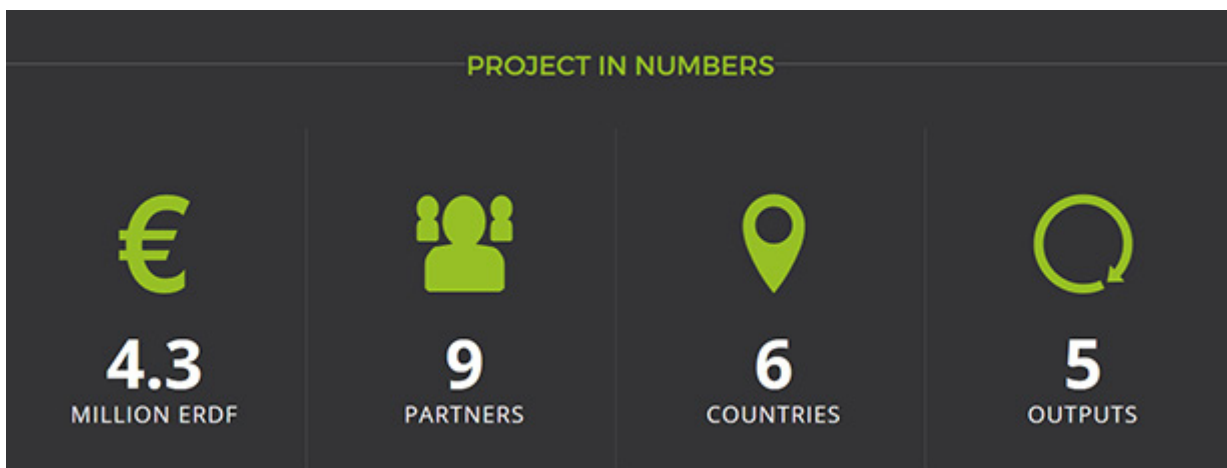 PROJECT IN NUMBERS
€
4.3
MILLION ERDF
9
PARTNERS
6
COUNTRIES
5
OUTPUTS